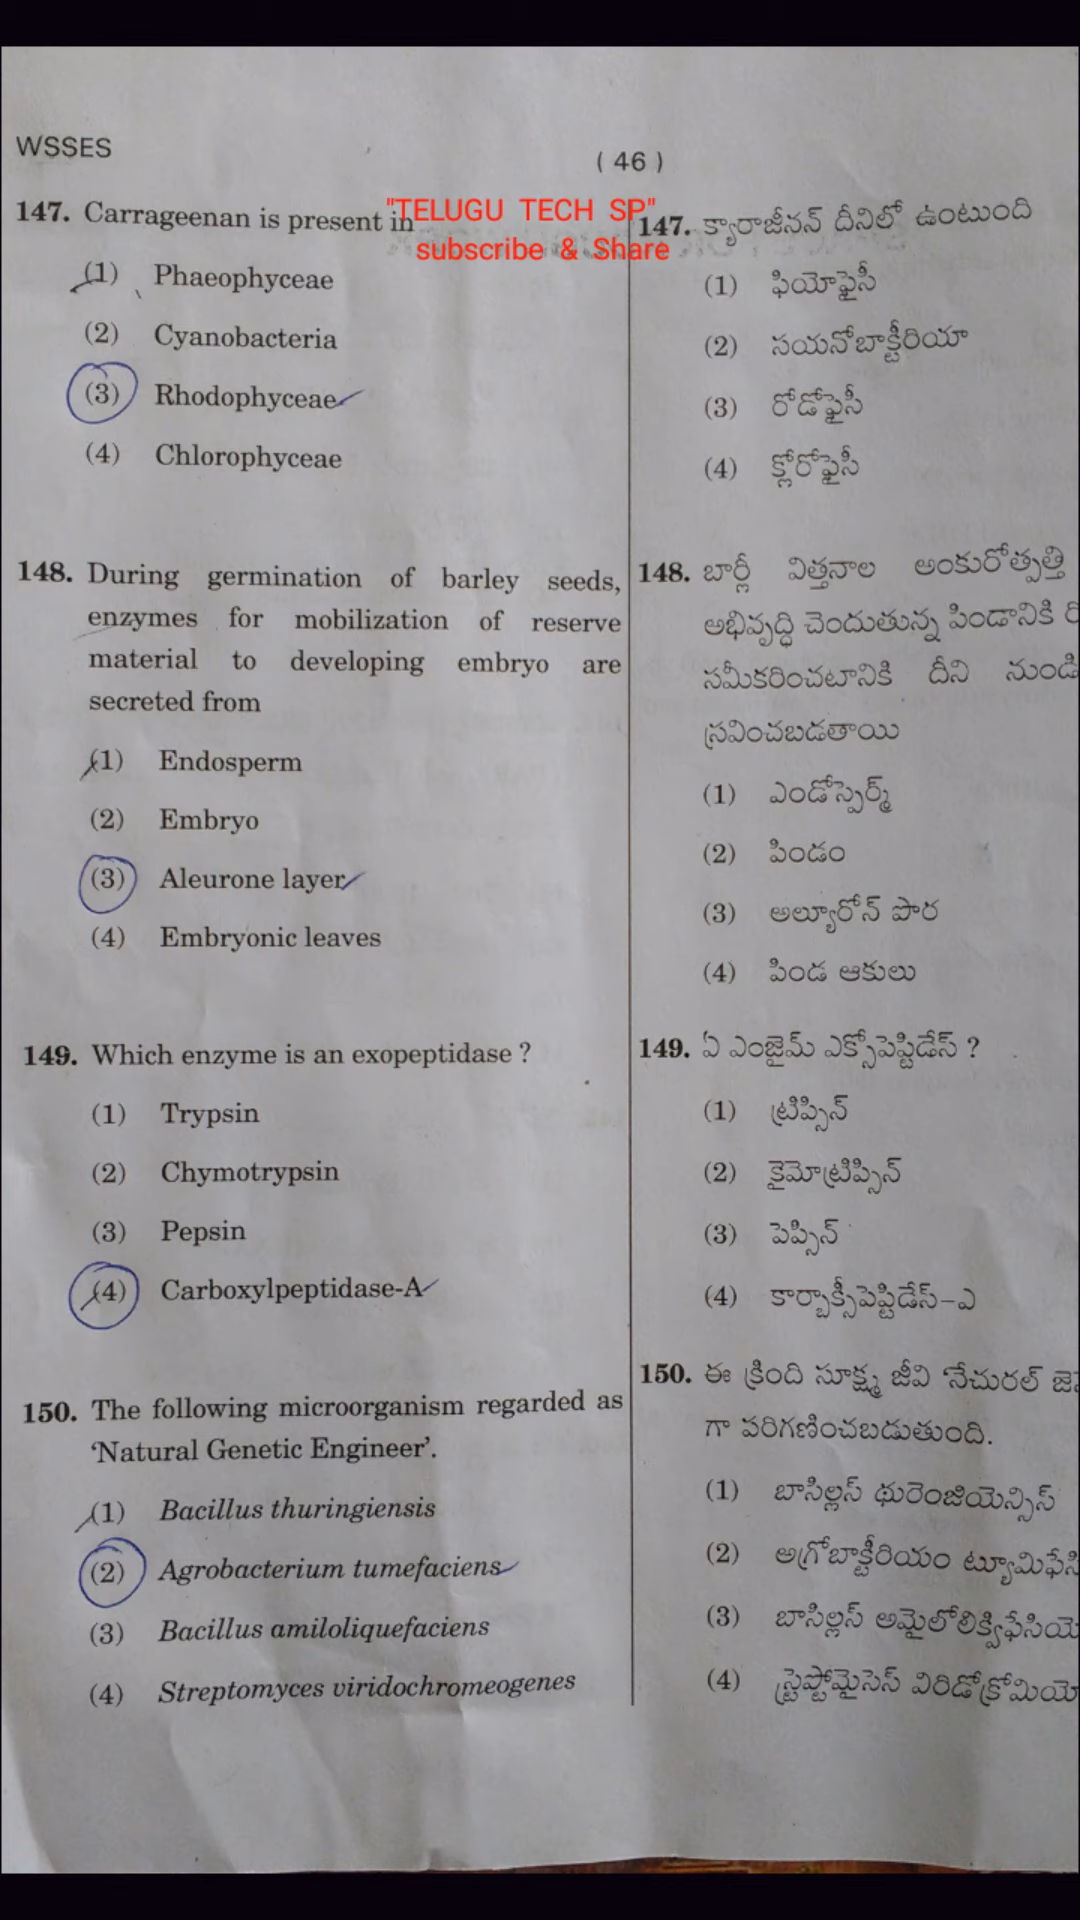 WSSES
( 46 )
"TELUGU TECH SP"
subscribe & Share
147. Carrageenan is present in
(1) Phaeophyceae
(2) Cyanobacteria
(3) Rhodophyceae
(4) Chlorophyceae
148. During germination of barley seeds,
enzymes for mobilization of reserve
material to developing embryo are
secreted from
(1) Endosperm
(2) Embryo
(3) Aleurone layer
(4) Embryonic leaves
149. Which enzyme is an exopeptidase ?
(1) Trypsin
(2) Chymotrypsin
(3) Pepsin
(4) Carboxylpeptidase-A
150. The following microorganism regarded as
‘Natural Genetic Engineer’.
(1) Bacillus thuringiensis
(2) Agrobacterium tumefaciens
(3) Bacillus amiloliquefaciens
(4) Streptomyces viridochromeogenes
147. క్యారాజీనన్ దీనిలో ఉంటుంది
(1) ఫియోఫైసీ
(2) సయనోబాక్టీరియా
(3) రోడోఫైసీ
(4) క్లోరోఫైసీ
148. బార్లీ విత్తనాల అంకురోత్పత్తి
అభివృద్ధి చెందుతున్న పిండానికి
సమీకరించటానికి దీని నుండి
స్రవించబడతాయి
(1) ఎండోస్పెర్మ్
(2) పిండం
(3) అల్యూరోన్ పొర
(4) పిండ ఆకులు
149. ఏ ఎంజైమ్ ఎక్సోపెప్టిడేస్ ?
(1) ట్రిప్సిన్
(2) కైమోట్రిప్సిన్
(3) పెప్సిన్
(4) కార్బాక్సీపెప్టిడేస్-ఎ
150. ఈ క్రింది సూక్ష్మ జీవి ‘నేచురల్ జె
గా పరిగణించబడుతుంది.
(1) బాసిల్లస్ థురెంజియెన్సిస్
(2) అగ్రోబాక్టీరియం ట్యూమిఫేసి
(3) బాసిల్లస్ అమైలోలిక్విఫేసియె
(4) స్ట్రెప్టోమైసెస్ విరిడోక్రోమియో